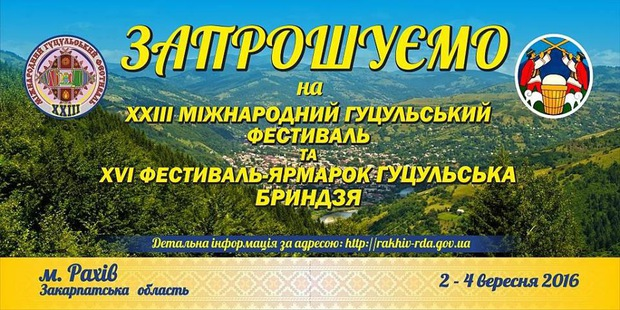 ЗАПРОШУЄМО
на
XXIII МІЖНАРОДНИЙ ГУЦУЛЬСЬКИЙ
ФЕСТИВАЛЬ
ТА
XVI ФЕСТИВАЛЬ-ЯРМАРОК ГУЦУЛЬСЬКА
БРИНДЗЯ
МІЖНАРОДНИЙ ГУЦУЛЬСЬКИЙ ФЕСТИВАЛЬ
XXIII
Детальна інформація за адресою: http://rakhiv-rda.gov.ua
м. Рахів
Закарпатська область
2 - 4 вересня 2016